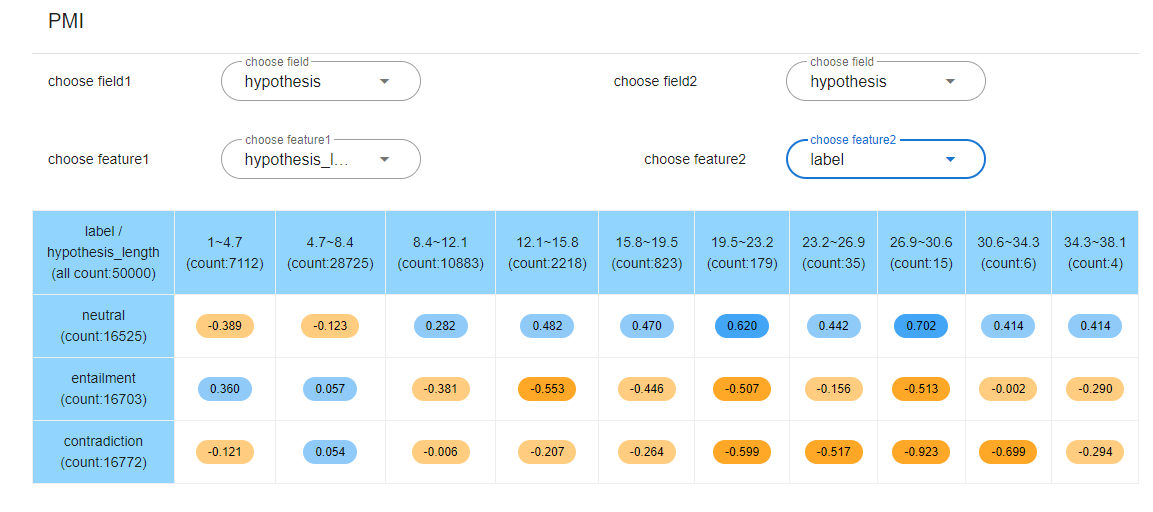 PMI
choose field1
choose field
hypothesis
choose field2
choose field
hypothesis
choose feature1
choose feature1
hypothesis_l...
choose feature2
choose feature2
label
label /
hypothesis_length
(all count:50000)
1~4.7
(count:7112)
4.7~8.4
(count:28725)
8.4~12.1
(count:10883)
12.1~15.8
(count:2218)
15.8~19.5
(count:823)
19.5~23.2
(count:179)
23.2~26.9
(count:35)
26.9~30.6
(count:15)
30.6~34.3
(count:6)
34.3~38.1
(count:4)
neutral
(count:16525)
-0.389 -0.123 0.282 0.482 0.470 0.620 0.442 0.702 0.414 0.414
entailment
(count:16703)
0.360 0.057 -0.381 -0.553 -0.446 -0.507 -0.156 -0.513 -0.002 -0.290
contradiction
(count:16772)
-0.121 0.054 -0.006 -0.207 -0.264 -0.599 -0.517 -0.923 -0.699 -0.294